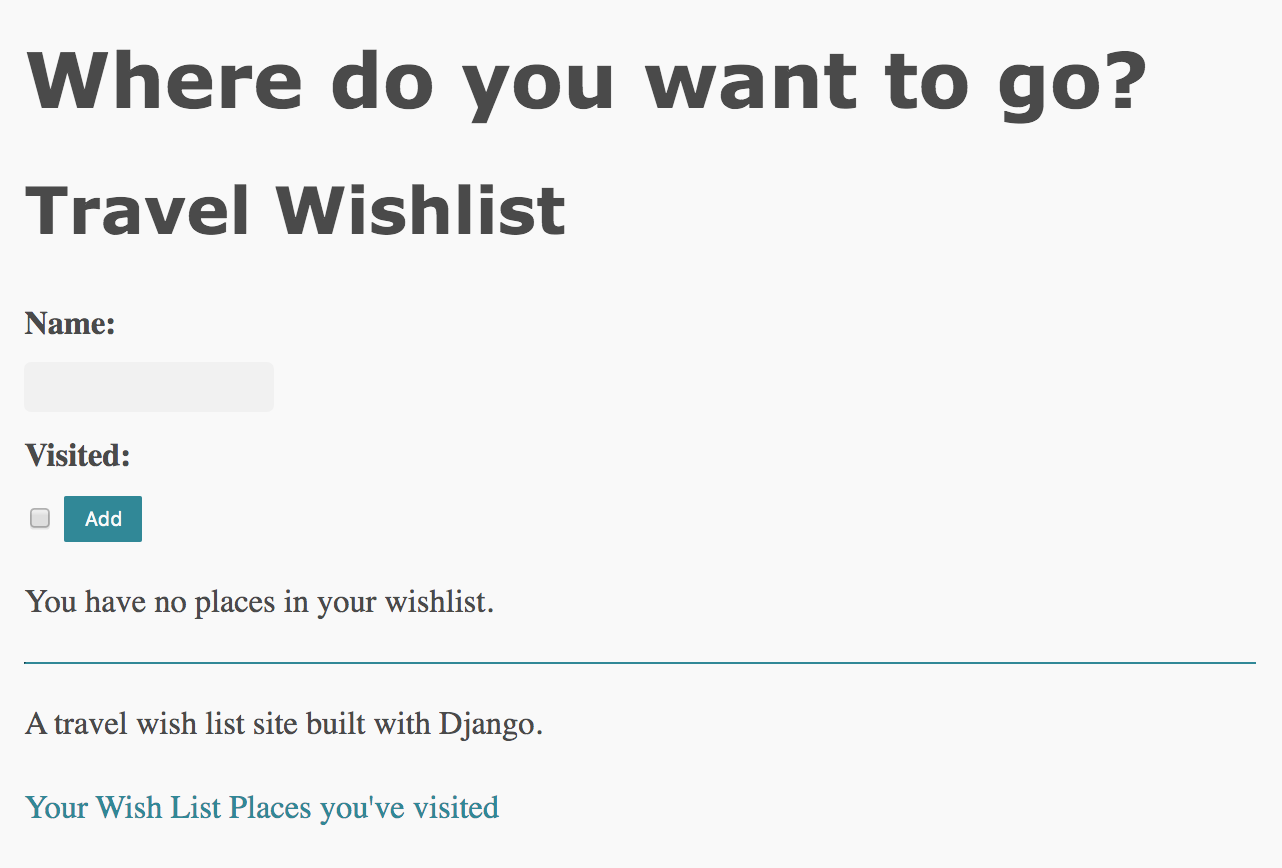 Where do you want to go?
Travel Wishlist
Name:
Visited:
Add
You have no places in your wishlist.
A travel wish list site built with Django.
Your Wish List Places you've visited